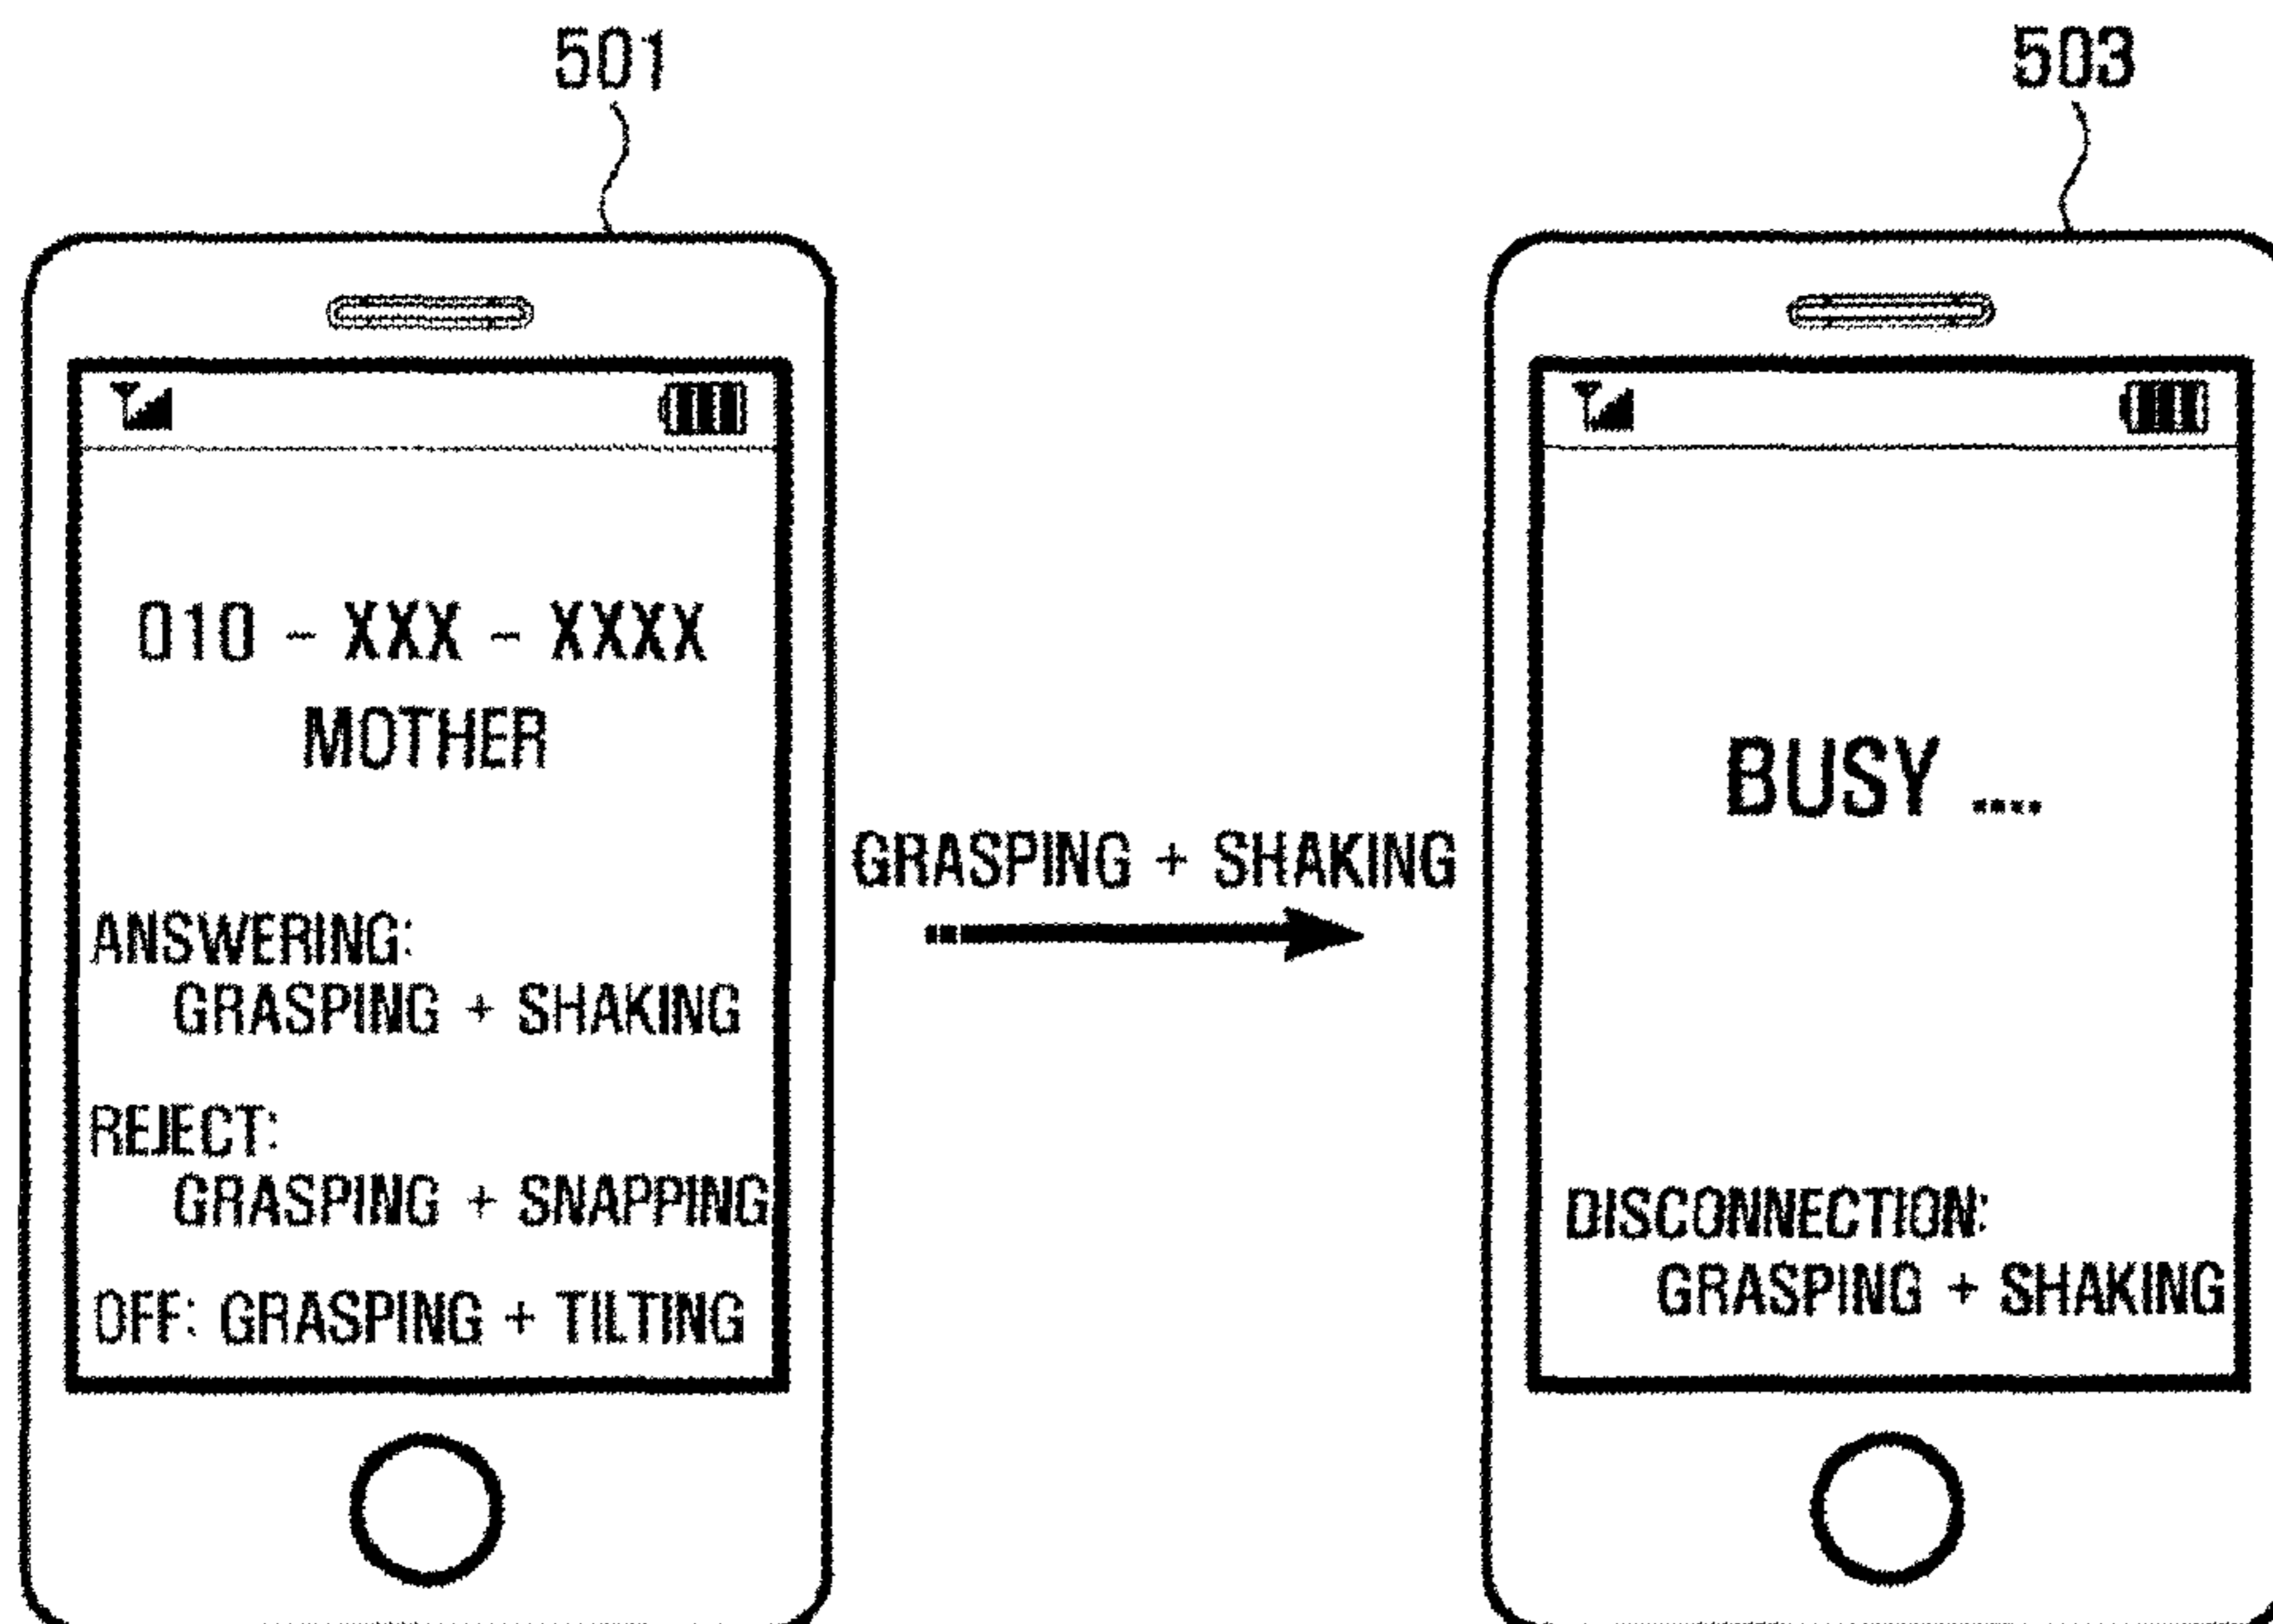 501
010 - XXX - XXXX
MOTHER
ANSWERING:
GRASPING + SHAKING
REJECT:
GRASPING + SNAPPING
OFF: GRASPING + TILTING
GRASPING + SHAKING
503
BUSY ....
DISCONNECTION:
GRASPING + SHAKING